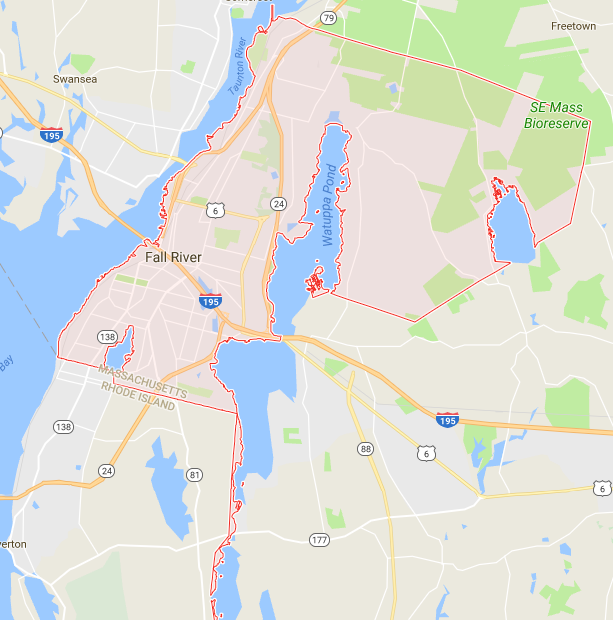 Somerset
79
Freetown
Taunton River
Swansea
SE Mass
Bioreserve
195
Watuppa Pond
24
6
Fall River
195
138
Bay
MASSACHUSETTS
RHODE ISLAND
195
138
88
6
24
81
6
177
verton